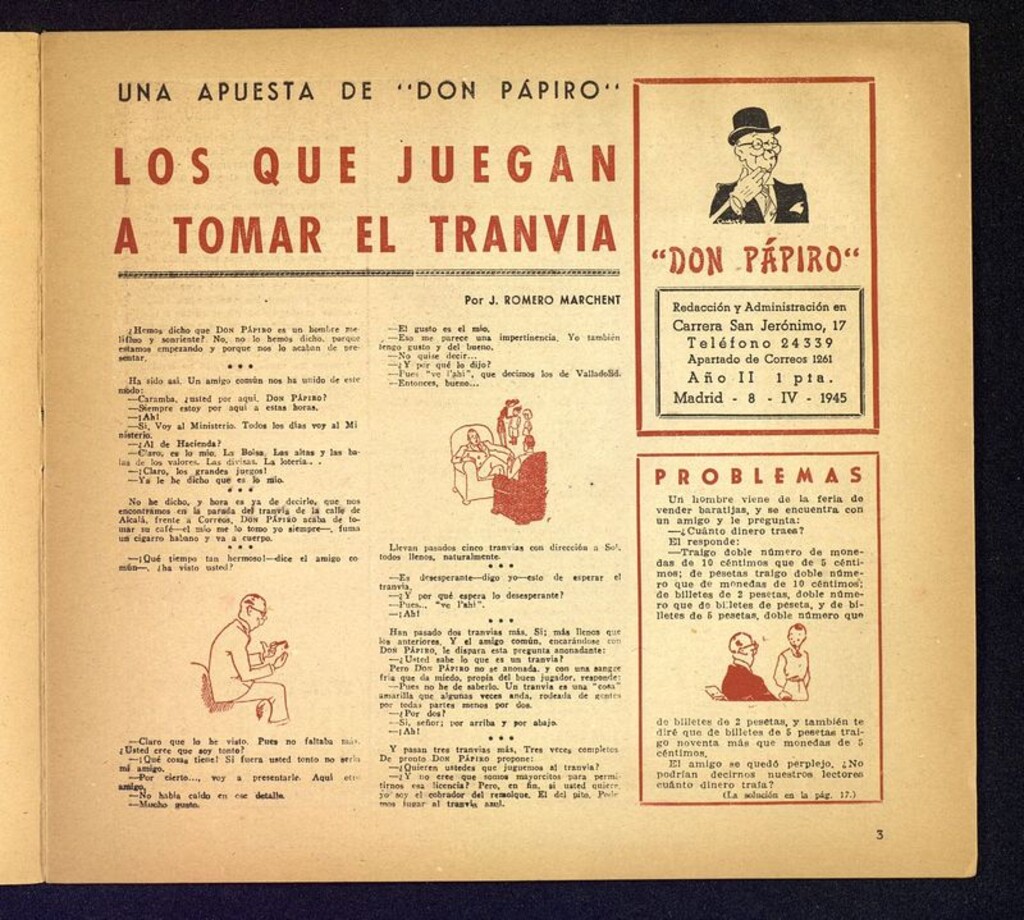 UNA APUESTA DE "DON PÁPIRO"
LOS QUE JUEGAN
A TOMAR EL TRANVIA
Por J. ROMERO MARCHENT
¿Hemos dicho que DON PÁPIRO es un hombre me-
lifluo y sonriente? No, no lo hemos dicho, porque
estamos empezando y porque nos lo acaban de pre-
sentar.
* * *
Ha sido así. Un amigo común nos ha unido de este
modo:
—Caramba, ¿usted por aquí, DON PÁPIRO?
—Siempre estoy por aquí a estas horas.
—¡Ah!
—Sí, Voy al Ministerio. Todos los días voy al Mi
nisterio.
—¿Al de Hacienda?
—Claro, es lo mío. La Bolsa. Las altas y las ba-
jas de los valores. Las divisas. La lotería...
—¡Claro, los grandes juegos!
—Ya le he dicho que es lo mío.
* * *
No he dicho, y hora es ya de decirlo, que nos
encontramos en la parada del tranvía de la calle de
Alcalá, frente a Correos. DON PÁPIRO acaba de to-
mar su café—el mío me lo tomo yo siempre—, fuma
un cigarro habano y va a cuerpo.
* * *
—¡Qué tiempo tan hermoso!—dice el amigo co
mún—. ¿ha visto usted?
—Claro que lo he visto. Pues no faltaba más.
¿Usted cree que soy tonto?
—¡Qué cosas tiene! Si fuera usted tonto no sería
mi amigo.
—Por cierto..., voy a presentarle. Aquí otro
amigo.
—No había caído en ese detalle.
—Mucho gusto.
—El gusto es el mío.
—Eso me parece una impertinencia. Yo también
tengo gusto y del bueno.
—No quise decir...
—¿Y por qué lo dijo?
—Pues "ve l'ahí", que decimos los de Valladolid.
—Entonces, bueno...
Llevan pasados cinco tranvías con dirección a Sol,
todos llenos, naturalmente.
* * *
—Es desesperante—digo yo—esto de esperar el
tranvía.
—¿Y por qué espera lo desesperante?
—Pues... "ve l'ahí".
—¡Ah!
* * *
Han pasado dos tranvías más. Sí; más llenos que
los anteriores. Y el amigo común, encarándose con
DON PÁPIRO, le dispara esta pregunta anonadante:
—¿Usted sabe lo que es un tranvía?
Pero DON PÁPIRO no se anonada, y con una sangre
fría que da miedo, propia del buen jugador, responde:
—Pues no he de saberlo. Un tranvía es una "cosa"
amarilla que algunas veces anda, rodeada de gentes
por todas partes menos por dos.
—¿Por dos?
—Sí, señor; por arriba y por abajo.
—¡Ah!
* * *
Y pasan tres tranvías más. Tres veces completos
De pronto DON PÁPIRO propone:
—¿Quieren ustedes que juguemos al tranvía?
—¿Y no cree que somos mayorcitos para permi-
tirnos esa licencia? Pero, en fin, si usted quiere
yo soy el cobrador del remolque. El del pito. Pode
mos jugar al tranvía azul.
"DON PÁPIRO"
Redacción y Administración en
Carrera San Jerónimo, 17
Teléfono 24339
Apartado de Correos 1261
Año II 1 pta.
Madrid - 8 - IV - 1945
PROBLEMAS
Un hombre viene de la feria de
vender baratijas, y se encuentra con
un amigo y le pregunta:
—¿Cuánto dinero traes?
El responde:
—Traigo doble número de mone-
das de 10 céntimos que de 5 cénti-
mos; de pesetas traigo doble núme-
ro que de monedas de 10 céntimos;
de billetes de 2 pesetas, doble núme-
ro que de billetes de peseta, y de bi-
lletes de 5 pesetas, doble número que
de billetes de 2 pesetas, y también te
diré que de billetes de 5 pesetas trai-
go noventa más que monedas de 5
céntimos.
El amigo se quedó perplejo. ¿No
podrían decirnos nuestros lectores
cuánto dinero traía?
(La solución en la pág. 17.)
3